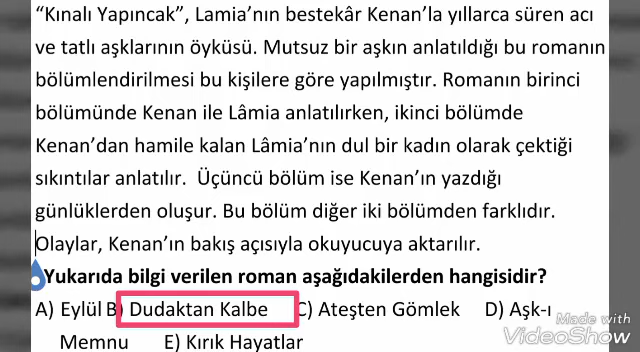 “Kınalı Yapıncak”, Lamia’nın bestekâr Kenan’la yıllarca süren acı
ve tatlı aşklarının öyküsü. Mutsuz bir aşkın anlatıldığı bu romanın
bölümlendirilmesi bu kişilere göre yapılmıştır. Romanın birinci
bölümünde Kenan ile Lâmia anlatılırken, ikinci bölümde
Kenan’dan hamile kalan Lâmia’nın dul bir kadın olarak çektiği
sıkıntılar anlatılır. Üçüncü bölüm ise Kenan’ın yazdığı
günlüklerden oluşur. Bu bölüm diğer iki bölümden farklıdır.
Olaylar, Kenan’ın bakış açısıyla okuyucuya aktarılır.
Yukarıda bilgi verilen roman aşağıdakilerden hangisidir?
A) Eylül B) Dudaktan Kalbe C) Ateşten Gömlek D) Aşk-ı
Memnu E) Kırık Hayatlar
Made with
VideoShow